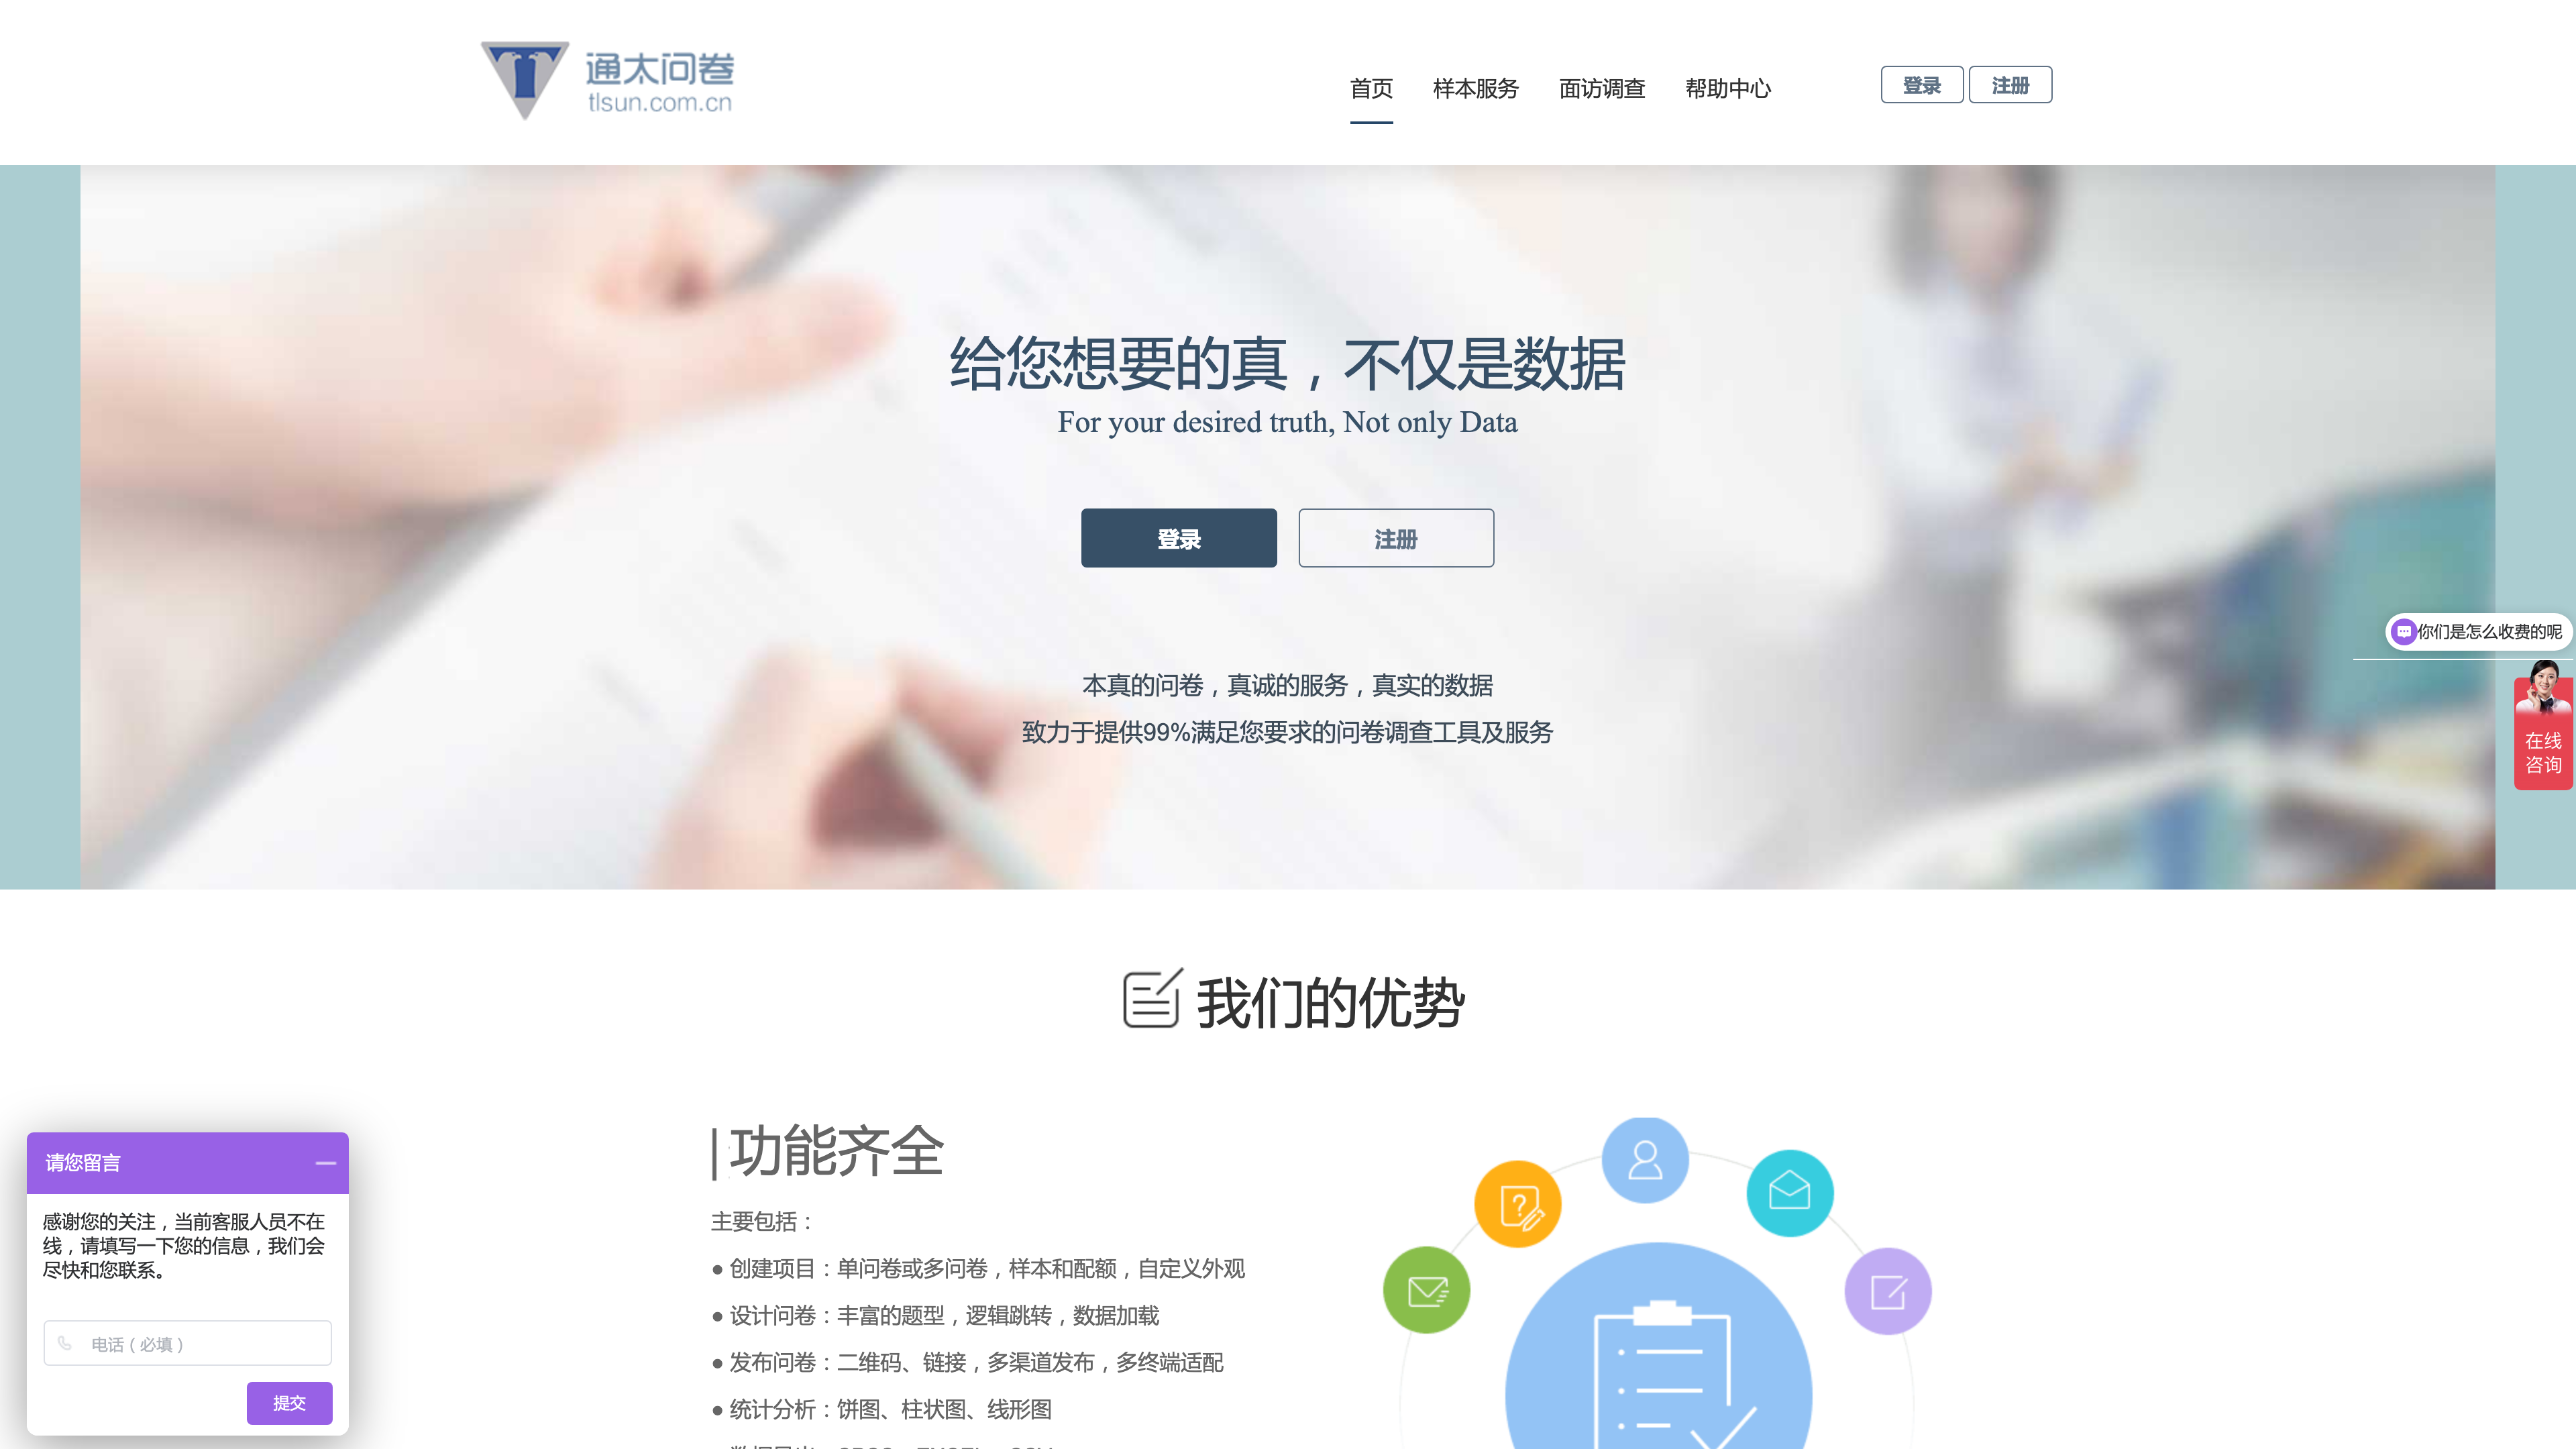 通太问卷
tlsun.com.cn
首页
样本服务
面访调查
帮助中心
登录
注册
给您想要的真，不仅是数据
For your desired truth, Not only Data
登录
注册
本真的问卷，真诚的服务，真实的数据
致力于提供99%满足您要求的问卷调查工具及服务
你们是怎么收费的呢
在线
咨询
我们的优势
功能齐全
主要包括：
● 创建项目：单问卷或多问卷，样本和配额，自定义外观
● 设计问卷：丰富的题型，逻辑跳转，数据加载
● 发布问卷：二维码、链接，多渠道发布，多终端适配
● 统计分析：饼图、柱状图、线形图
请您留言
感谢您的关注，当前客服人员不在
线，请填写一下您的信息，我们会
尽快和您联系。
电话（必填）
提交